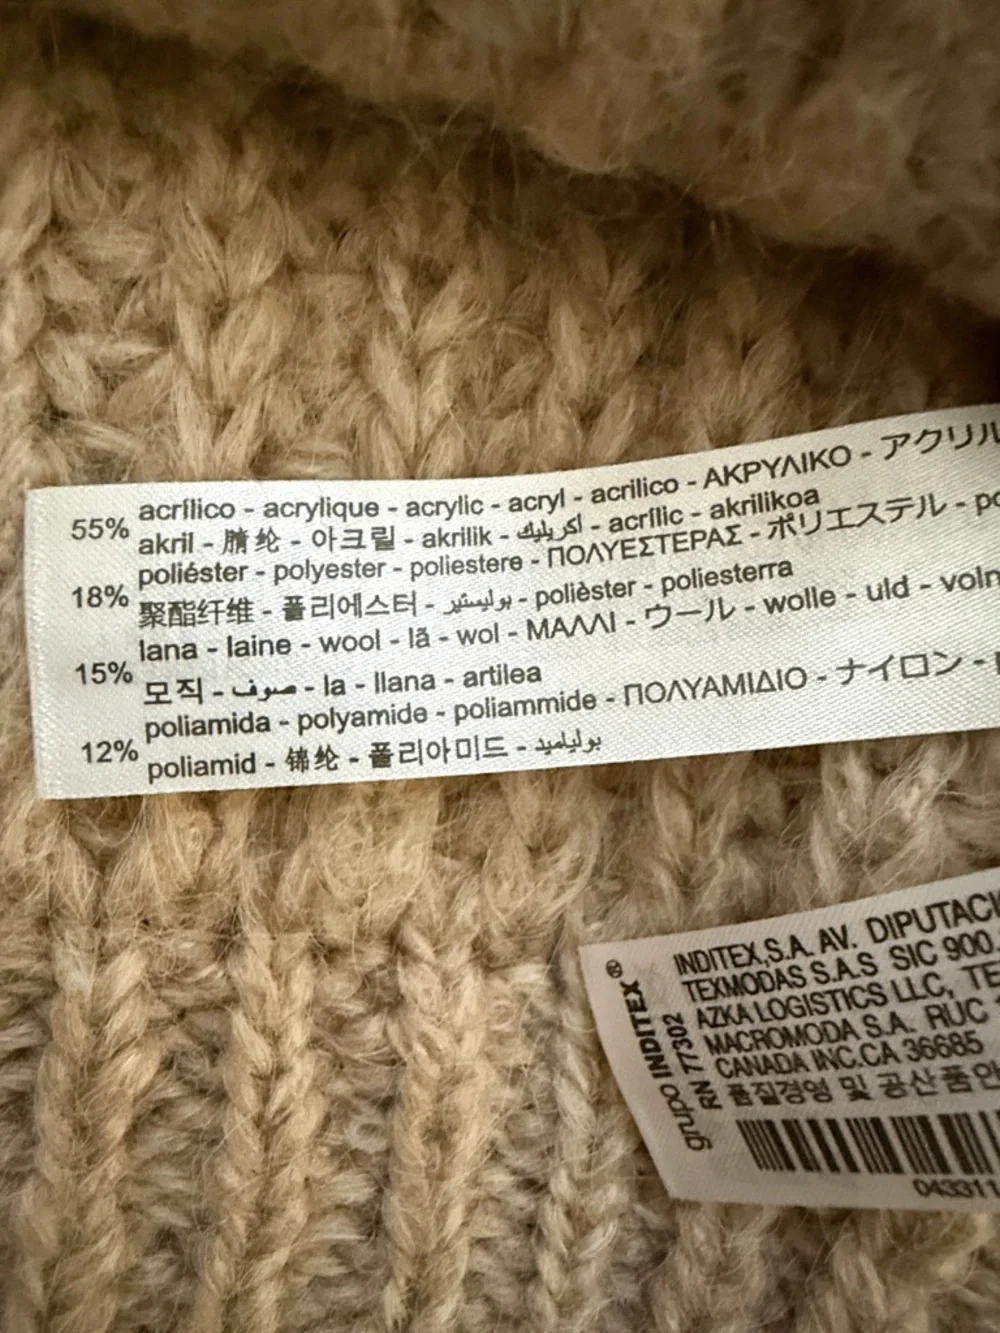 55% acrílico - acrylique - acrylic - acryl - acrilico - ΑΚΡΥΛΙΚΟ - アクリル
akril - 腈纶 - 아크릴 - akrilik - اكريليك - acrílic - akrilikoa
18% poliéster - polyester - poliestere - ΠΟΛΥΕΣΤΕΡΑΣ - ポリエステル -
聚酯纤维 - 폴리에스터 - بوليستير - polièster - poliesterra
15% lana - laine - wool - lã - wol - ΜΑΛΛΙ - ウール - wolle - uld -
모직 - صوف - la - llana - artilea
12% poliamida - polyamide - poliammide - ΠΟΛΥΑΜΙΔΙΟ - ナイロン -
poliamid - 锦纶 - 폴리아미드 - بولياميد
grupo INDITEX®
RN 77302
INDITEX,S.A. AV. DIPUTACI
TEXMODAS S.A.S SIC 900.
AZKA LOGISTICS LLC, TE
MACROMODA S.A. RUC
CANADA INC.CA 36685
품질경영 및 공산품안
043311